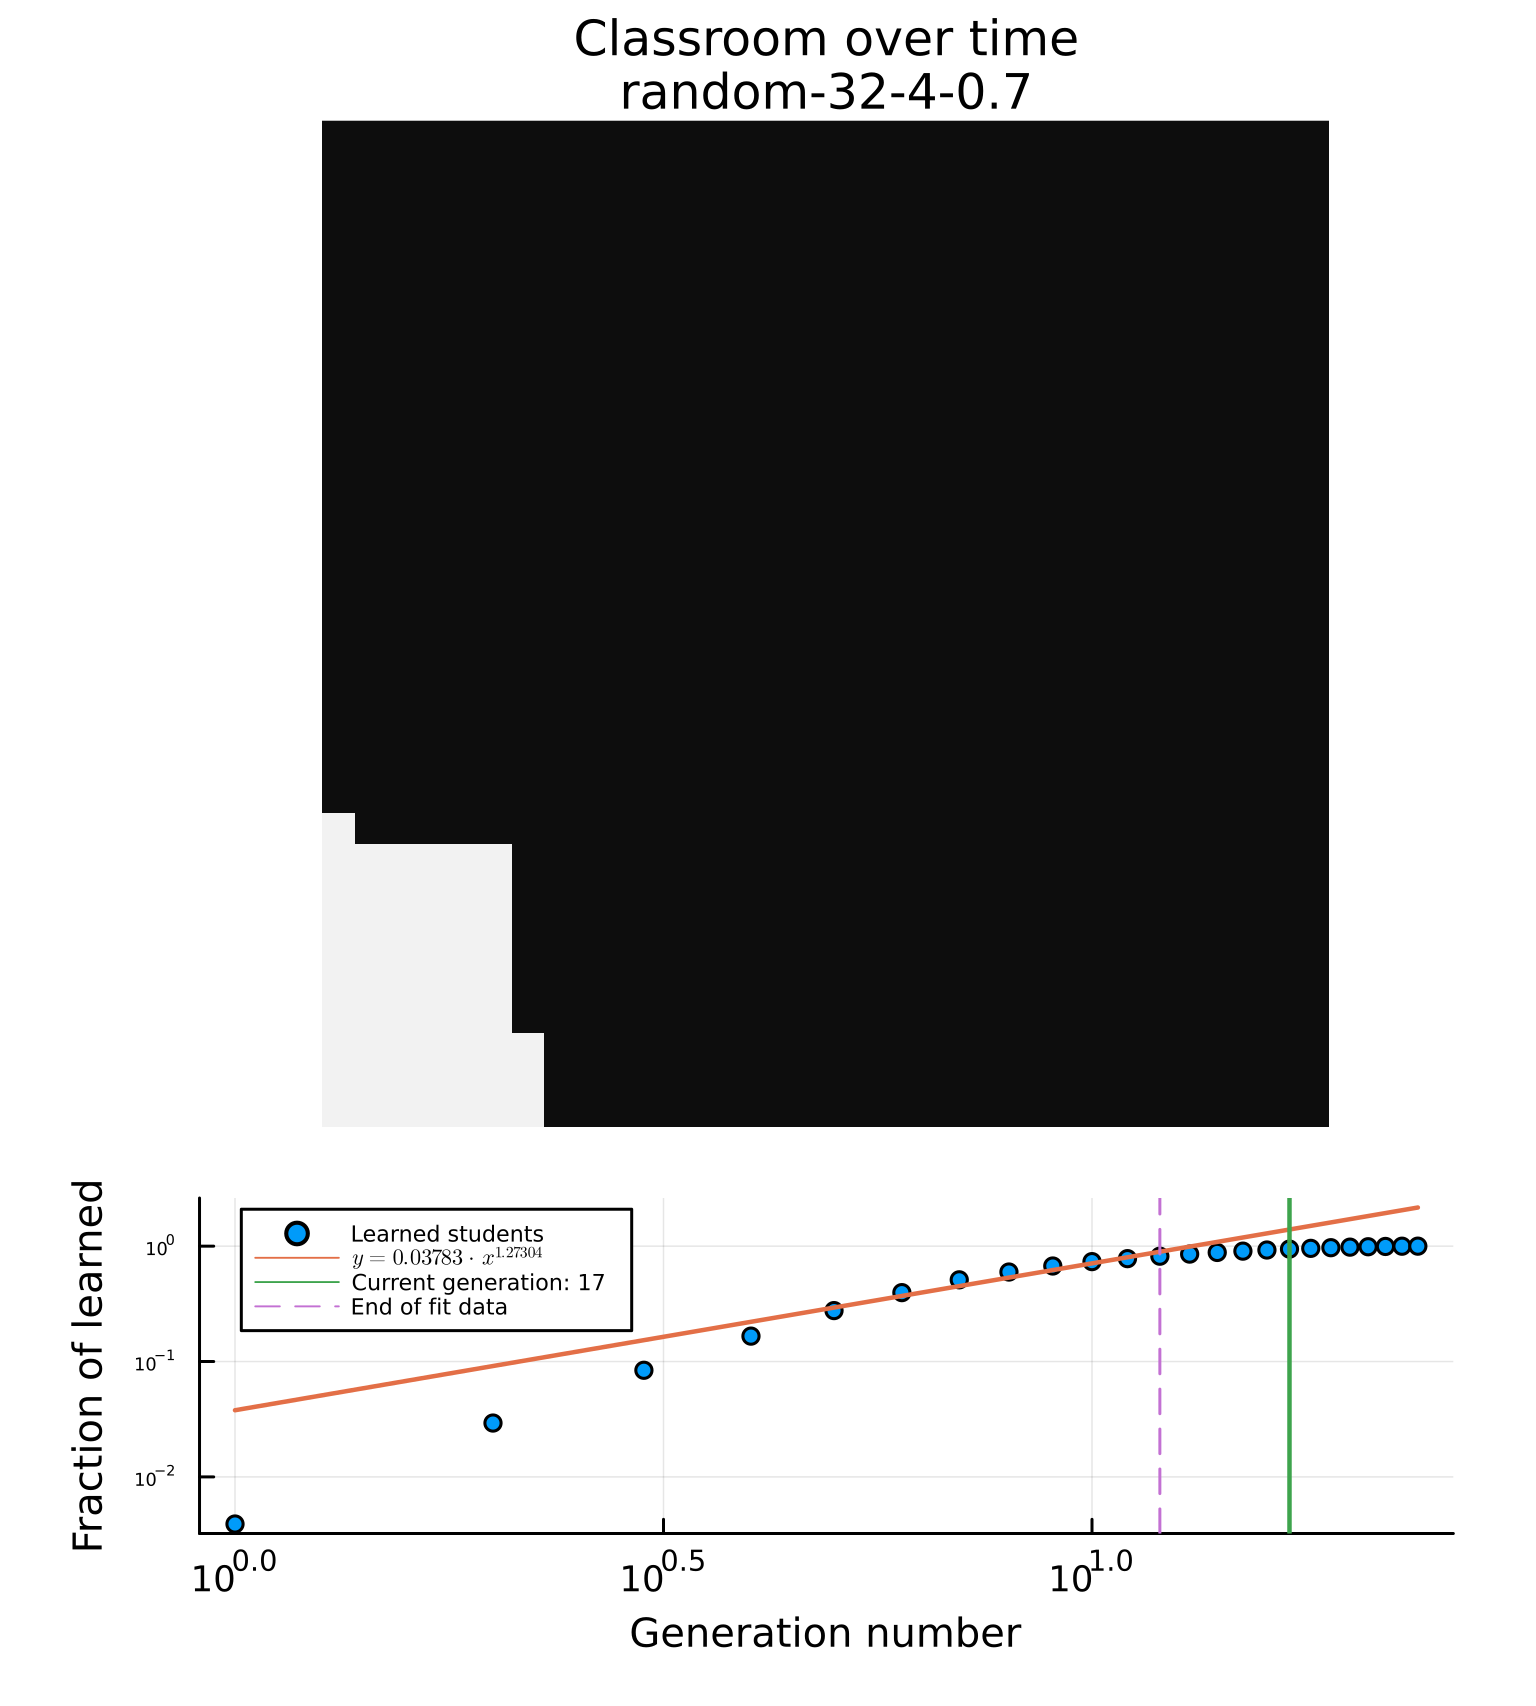 Classroom over time
random-32-4-0.7
Fraction of learned
10^0
10^-1
10^-2
Learned students
y = 0.03783 · x^1.27304
Current generation: 17
End of fit data
10^0.0
10^0.5
10^1.0
Generation number